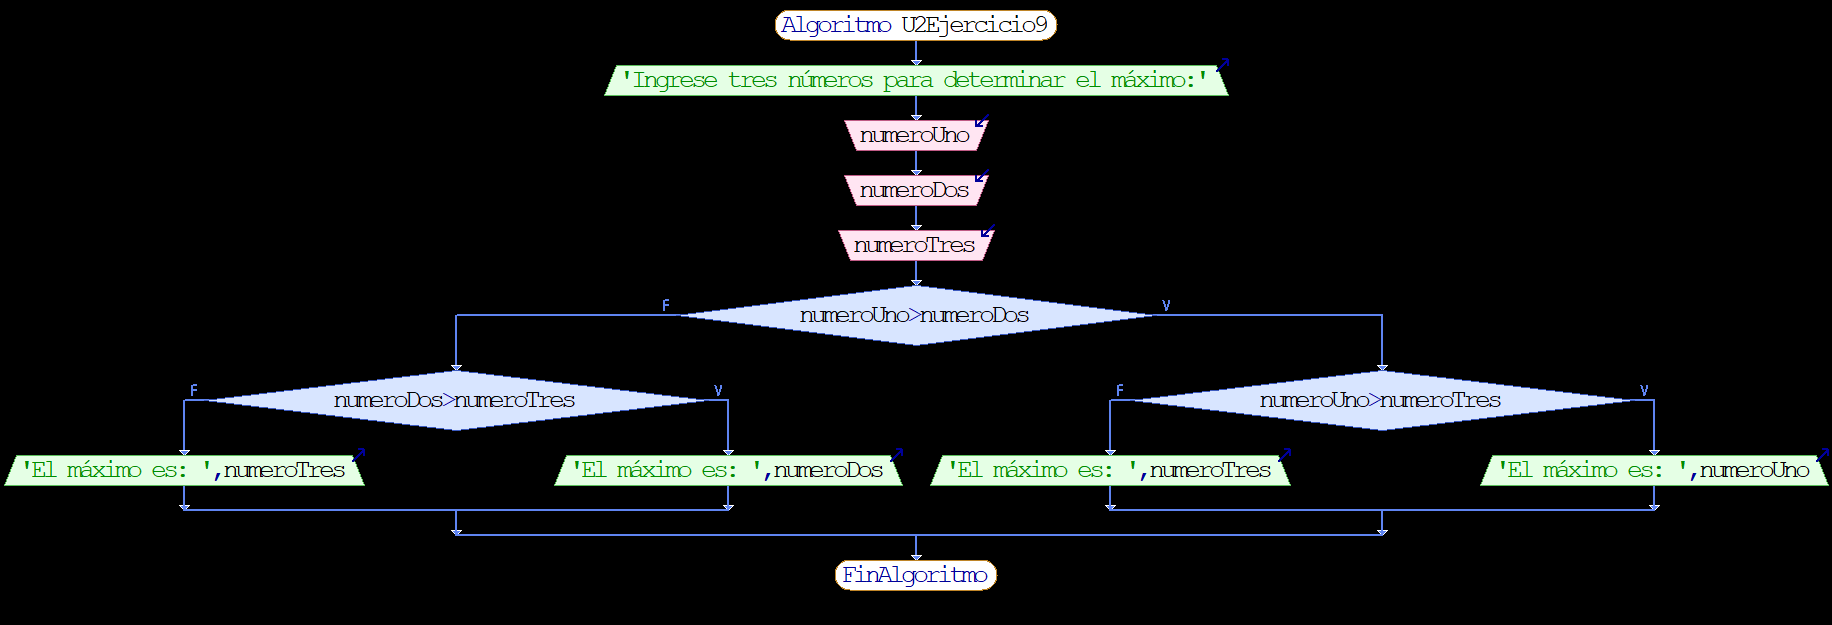 Algoritmo U2Ejercicio9
'Ingrese tres números para determinar el máximo:'
numeroUno
numeroDos
numeroTres
F
V
numeroUno>numeroDos
F
V
F
V
numeroDos>numeroTres
numeroUno>numeroTres
'El máximo es: ',numeroTres
'El máximo es: ',numeroDos
'El máximo es: ',numeroTres
'El máximo es: ',numeroUno
FinAlgoritmo